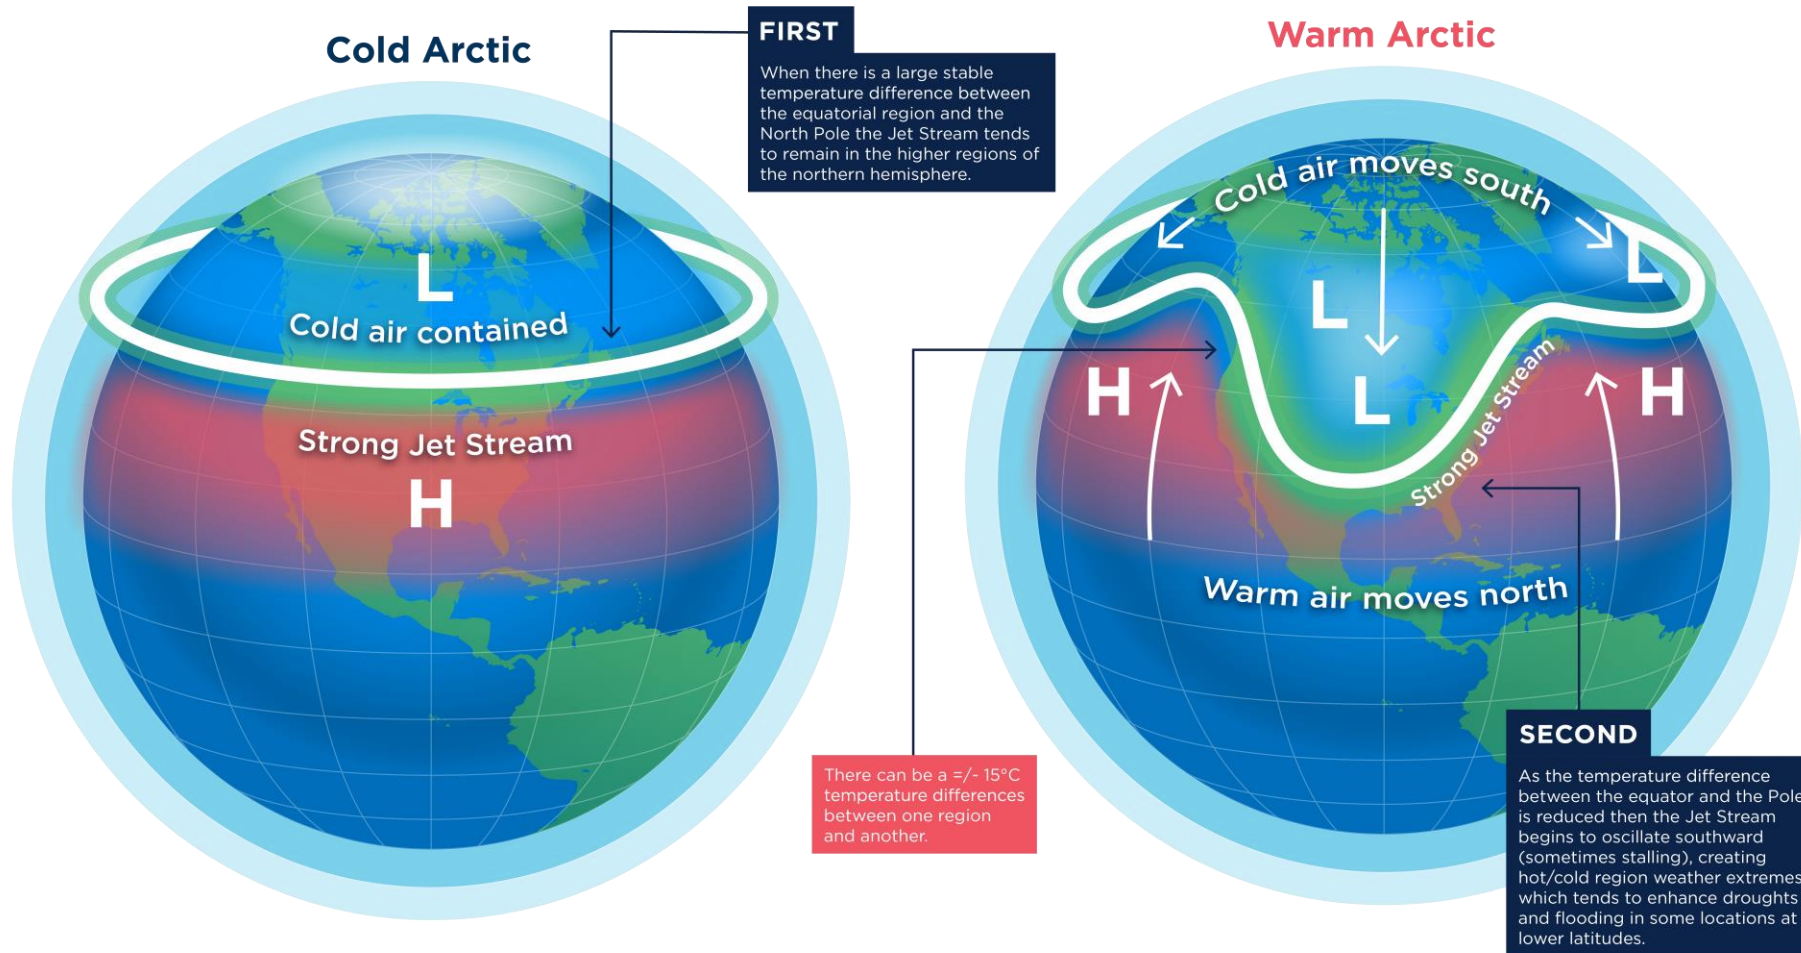 Cold Arctic
FIRST
When there is a large stable
temperature difference between
the equatorial region and the
North Pole the Jet Stream tends
to remain in the higher regions of
the northern hemisphere.
L
Cold air contained
Strong Jet Stream
H
Warm Arctic
Cold air moves south
L
L
L
H
H
Strong Jet Stream
Warm air moves north
There can be a =/- 15°C
temperature differences
between one region
and another.
SECOND
As the temperature difference
between the equator and the Pole
is reduced then the Jet Stream
begins to oscillate southward
(sometimes stalling), creating
hot/cold region weather extremes
which tends to enhance droughts
and flooding in some locations at
lower latitudes.